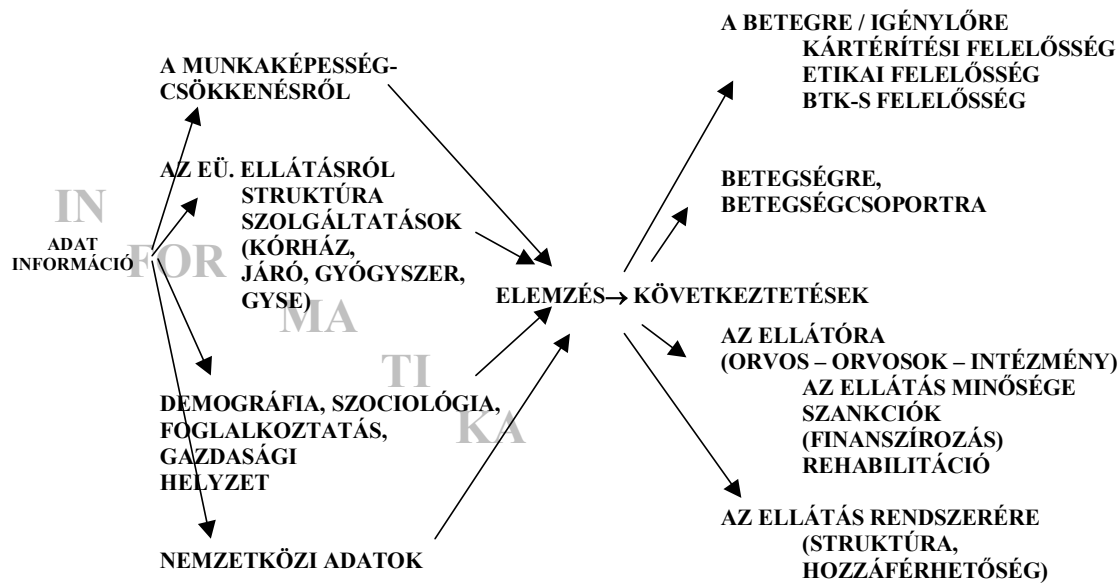 A MUNKAKÉPESSÉG-
CSÖKKENÉSRŐL
AZ EÜ. ELLÁTÁSRÓL
STRUKTÚRA
SZOLGÁLTATÁSOK
(KÓRHÁZ,
JÁRÓ, GYÓGYSZER,
GYSE)
IN
FOR
MA
TI
KA
ADAT
INFORMÁCIÓ
DEMOGRÁFIA, SZOCIOLÓGIA,
FOGLALKOZTATÁS,
GAZDASÁGI
HELYZET
NEMZETKÖZI ADATOK
ELEMZÉS→ KÖVETKEZTETÉSEK
A BETEGRE / IGÉNYLŐRE
KÁRTÉRÍTÉSI FELELŐSSÉG
ETIKAI FELELŐSSÉG
BTK-S FELELŐSSÉG
BETEGSÉGRE,
BETEGSÉGCSOPORTRA
AZ ELLÁTÓRA
(ORVOS – ORVOSOK – INTÉZMÉNY)
AZ ELLÁTÁS MINŐSÉGE
SZANKCIÓK
(FINANSZÍROZÁS)
REHABILITÁCIÓ
AZ ELLÁTÁS RENDSZERÉRE
(STRUKTÚRA,
HOZZÁFÉRHETŐSÉG)